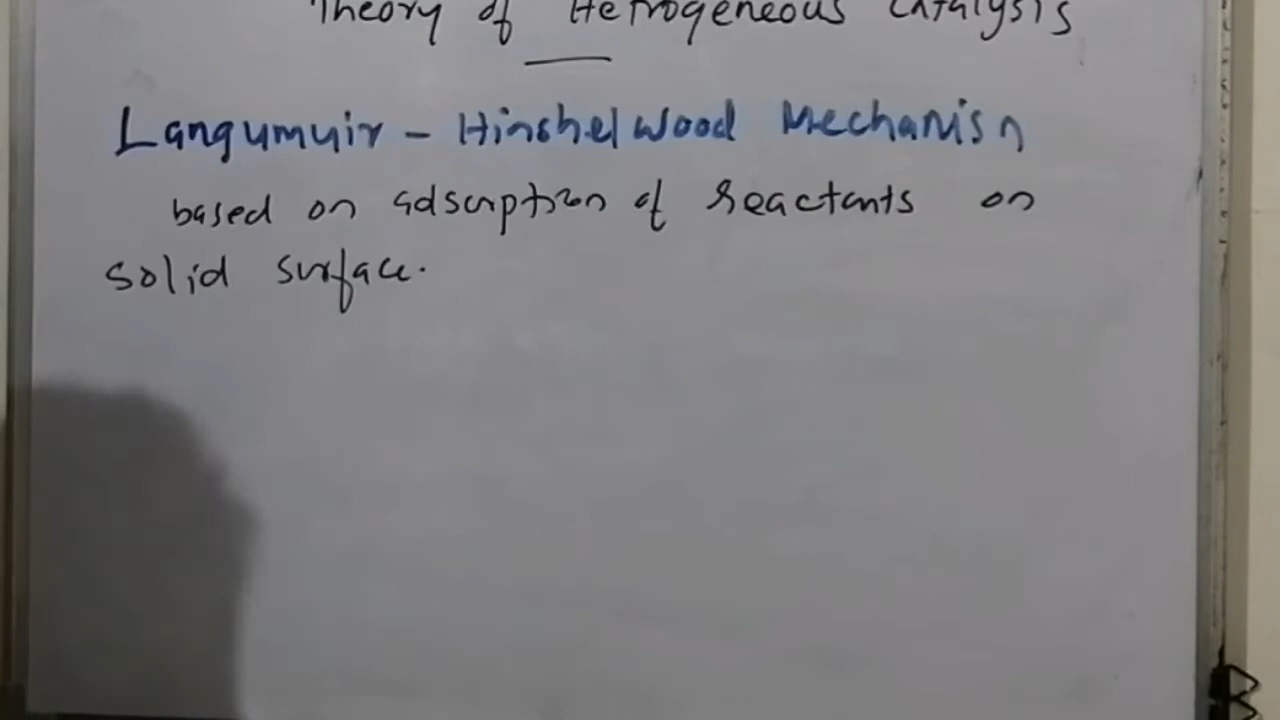 Theory of Hetrogeneous Catalysis
Langumuir - Hinshelwood Mechanism
based on adsorption of reactants on
solid surface.